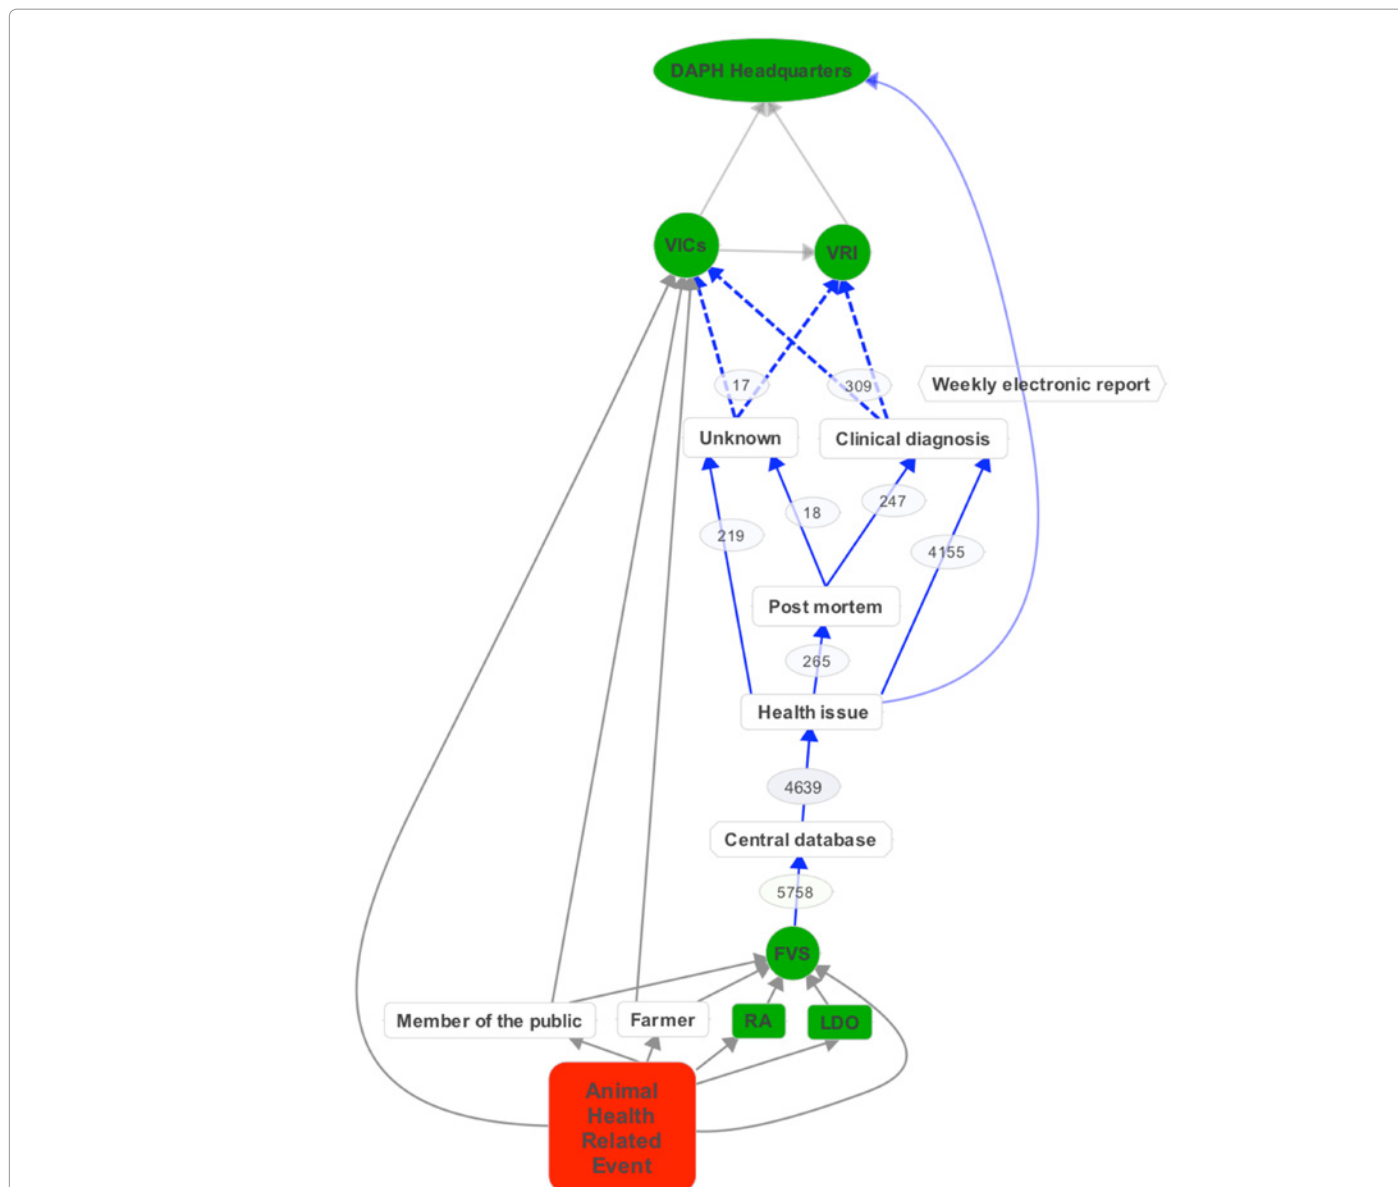 DAPH Headquarters
VICs
VRI
17
309
Weekly electronic report
Unknown
Clinical diagnosis
18
247
219
4155
Post mortem
265
Health issue
4639
Central database
5758
FVS
Member of the public
Farmer
RA
LDO
Animal
Health
Related
Event